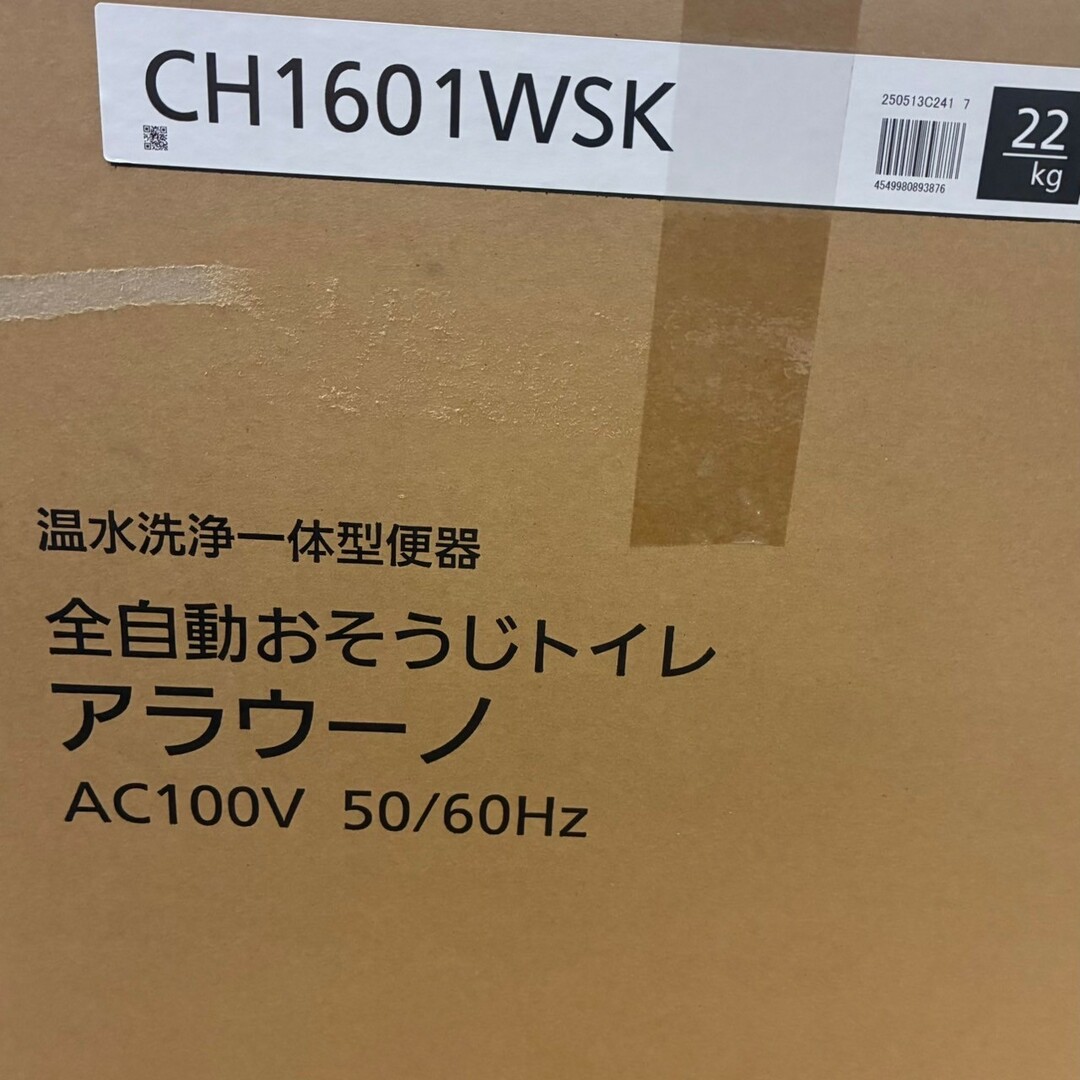 CH1601WSK
250513C241 7
4549980893876
22
kg
温水洗浄一体型便器
全自動おそうじトイレ
アラウーノ
AC100V 50/60Hz